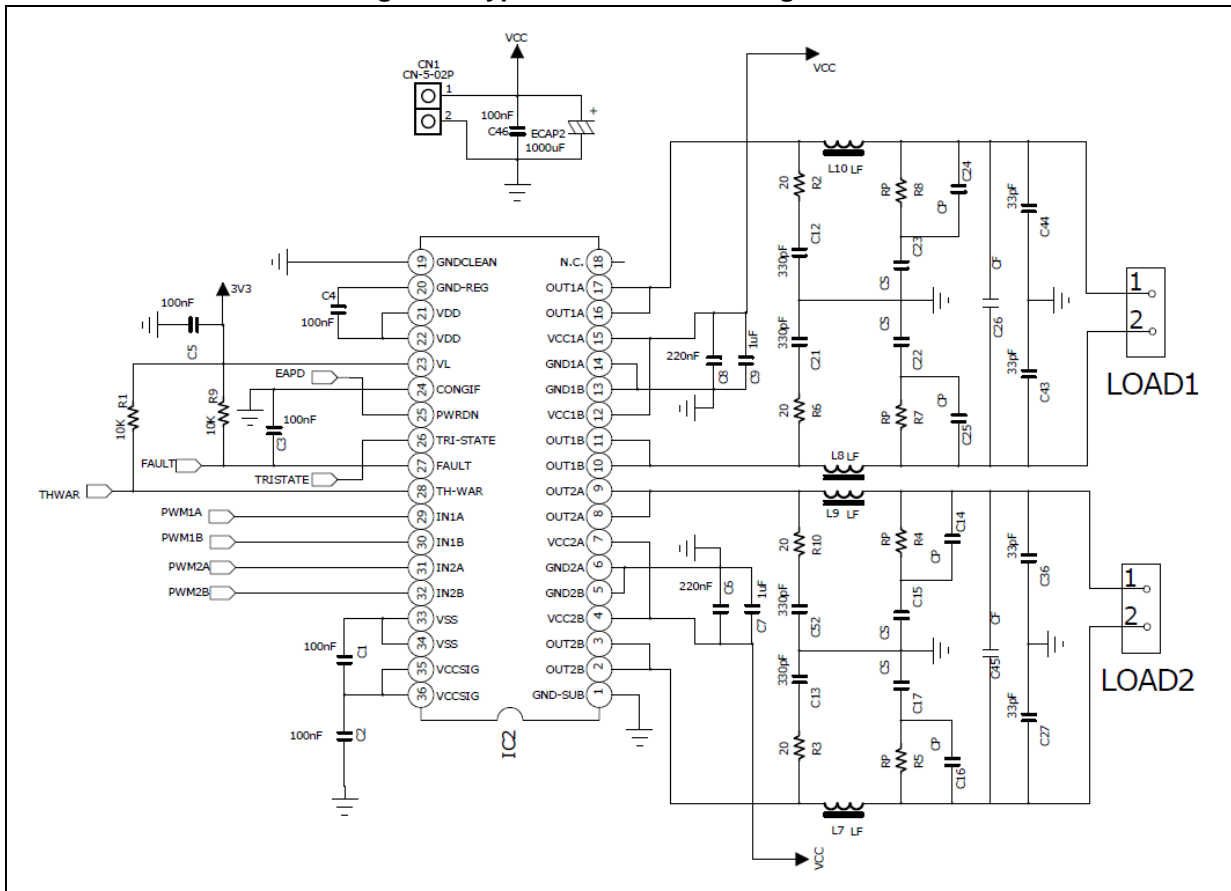 VCC
CN1
CN-5-02P
1
2
100nF
C46
ECAP2
1000uF
+
VCC
L10 LF
20
R2
330pF
C12
RP
R8
CP
C24
CS
C23
33pF
C44
330pF
C21
CS
C22
CF
C26
20
R6
RP
R7
CP
C25
33pF
C43
L8 LF
1
2
LOAD1
220nF
C8
1uF
C9
3V3
100nF
C5
C4
100nF
EAPD
R1
10K
R9
10K
100nF
C3
FAULT
TRISTATE
THWAR
PWM1A
PWM1B
PWM2A
PWM2B
100nF
C1
100nF
C2
19 GNDCLEAN
20 GND-REG
21 VDD
22 VDD
23 VL
24 CONGIF
25 PWRDN
26 TRI-STATE
27 FAULT
28 TH-WAR
29 IN1A
30 IN1B
31 IN2A
32 IN2B
33 VSS
34 VSS
35 VCCSIG
36 VCCSIG
N.C. 18
OUT1A 17
OUT1A 16
VCC1A 15
GND1A 14
GND1B 13
VCC1B 12
OUT1B 11
OUT1B 10
OUT2A 9
OUT2A 8
VCC2A 7
GND2A 6
GND2B 5
VCC2B 4
OUT2B 3
OUT2B 2
GND-SUB 1
IC2
220nF
C6
1uF
C7
L9 LF
20
R10
330pF
C52
RP
R4
CP
C14
CS
C15
33pF
C36
330pF
C13
CS
C17
CF
C45
20
R3
RP
R5
CP
C16
33pF
C27
L7 LF
VCC
1
2
LOAD2